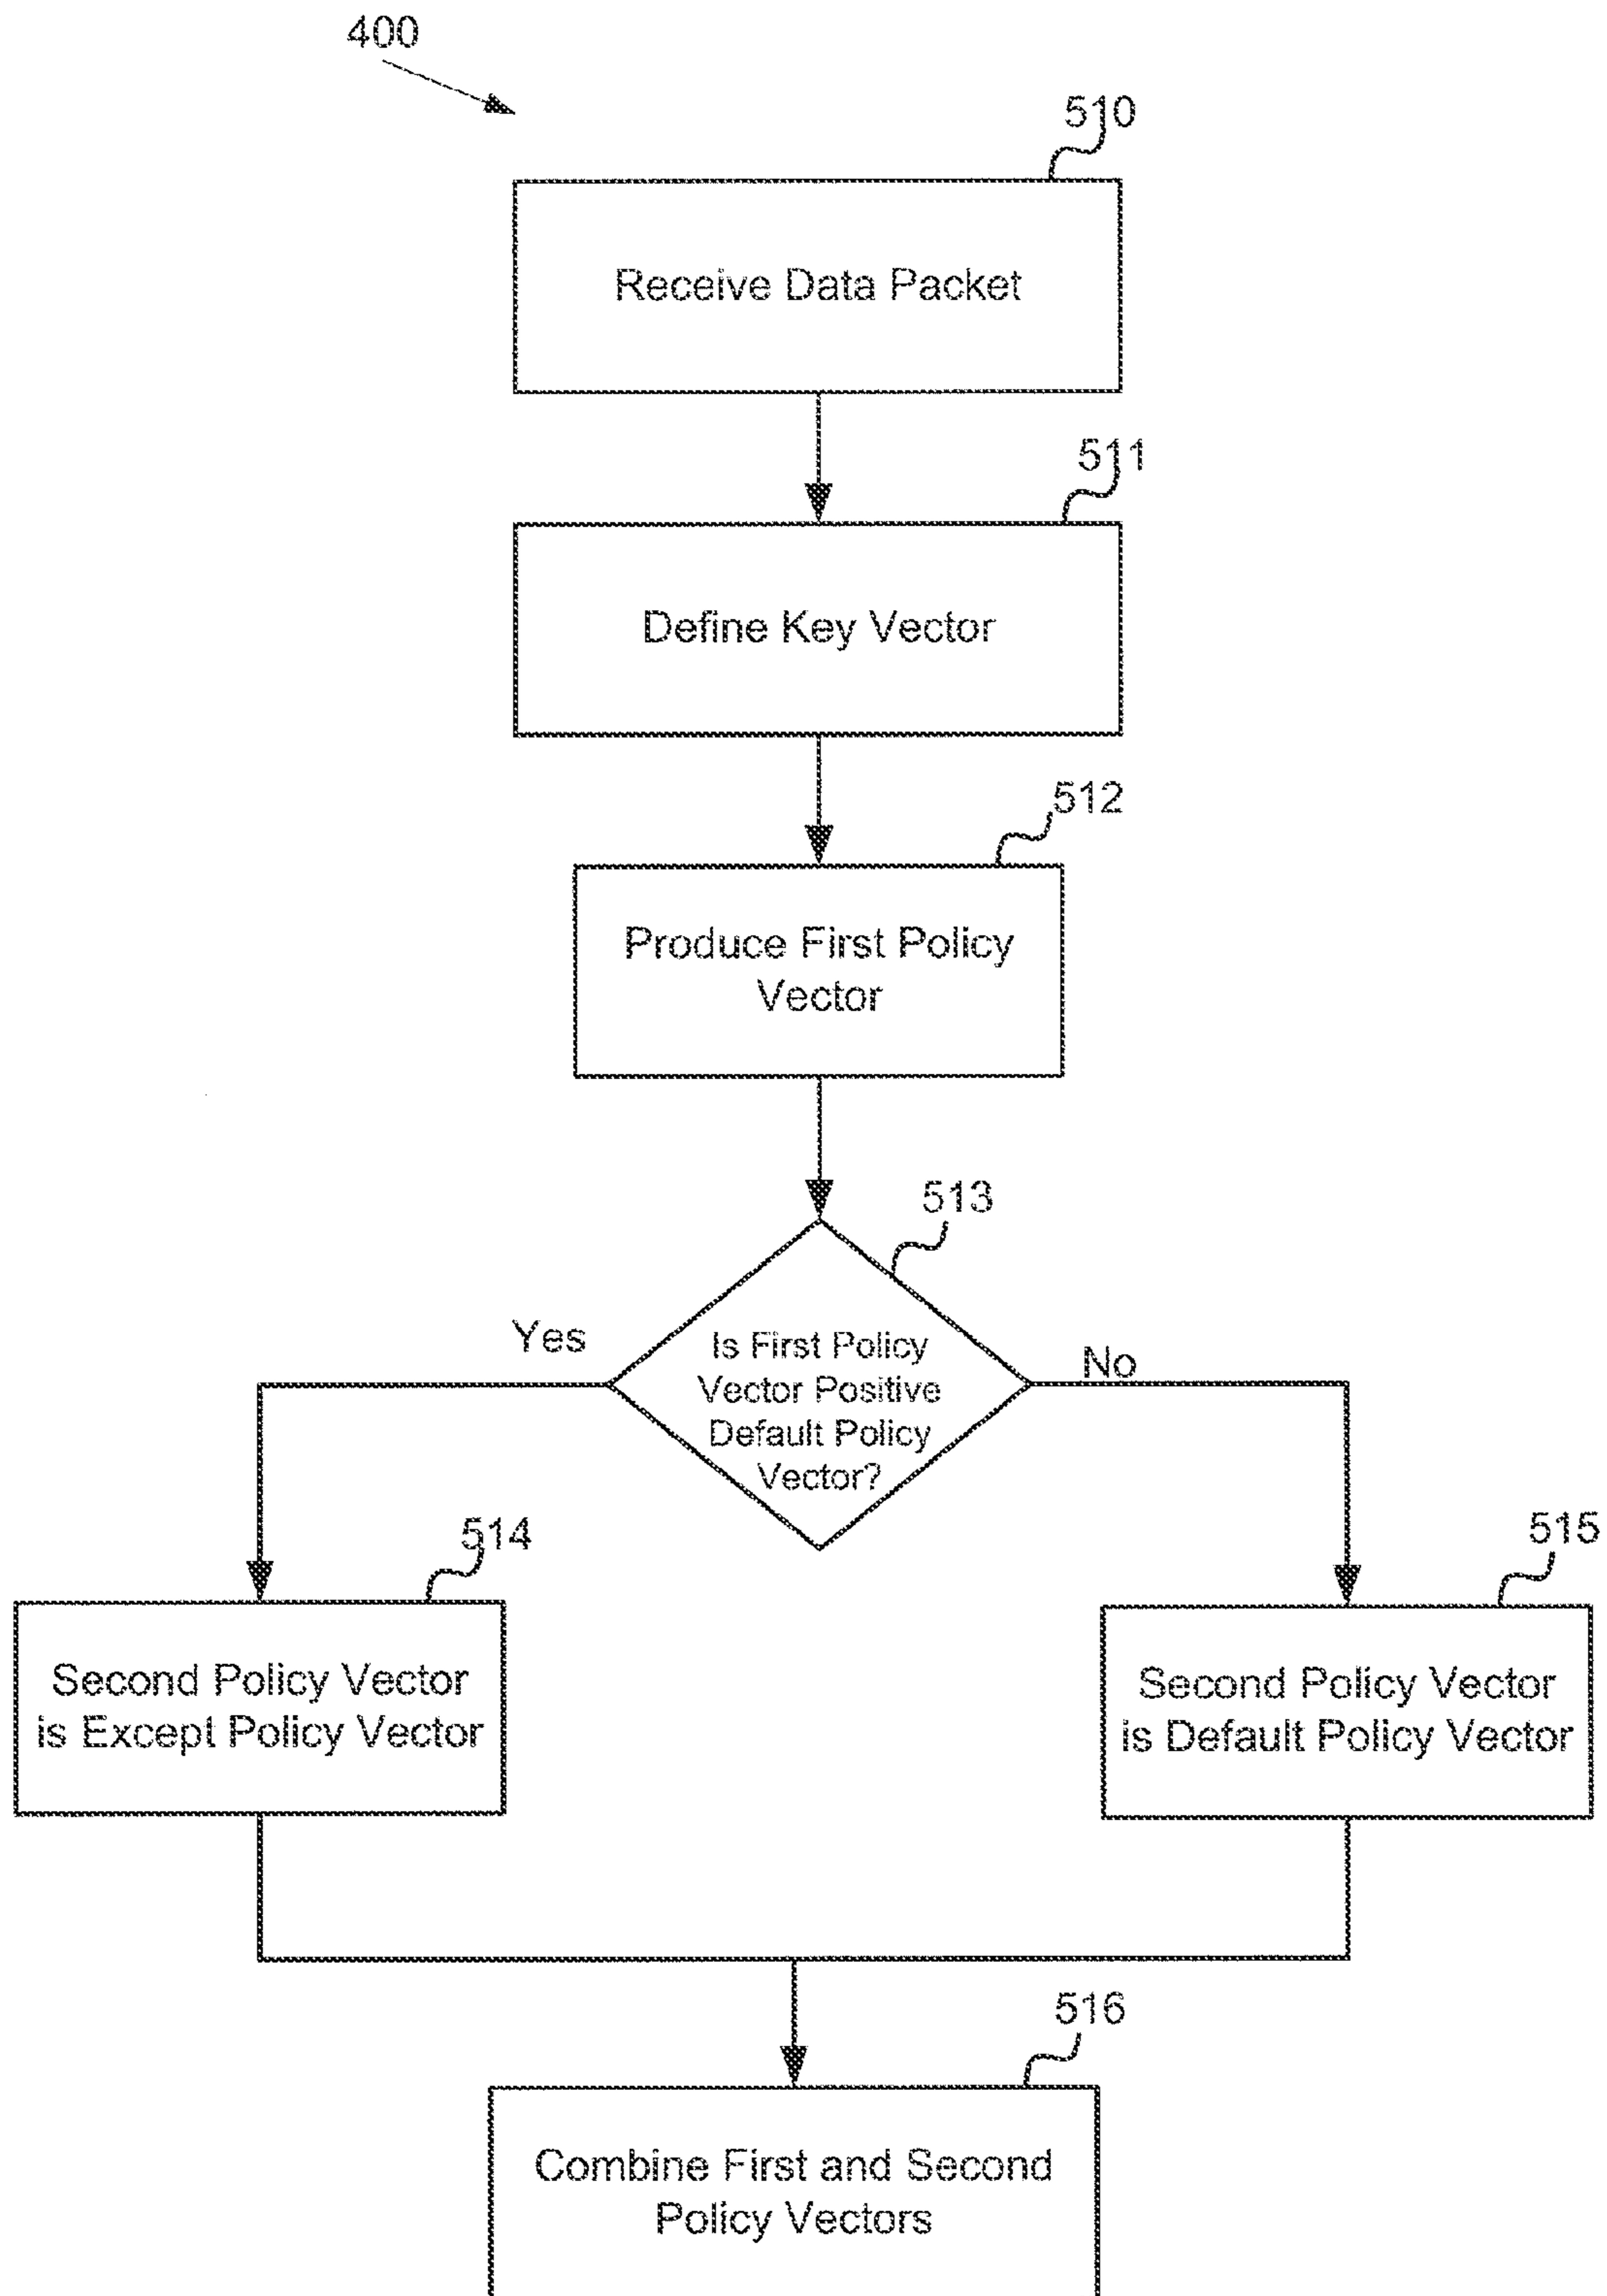 400
510
Receive Data Packet
511
Define Key Vector
512
Produce First Policy
Vector
513
Yes
No
Is First Policy
Vector Positive
Default Policy
Vector?
514
515
Second Policy Vector
is Except Policy Vector
Second Policy Vector
is Default Policy Vector
516
Combine First and Second
Policy Vectors